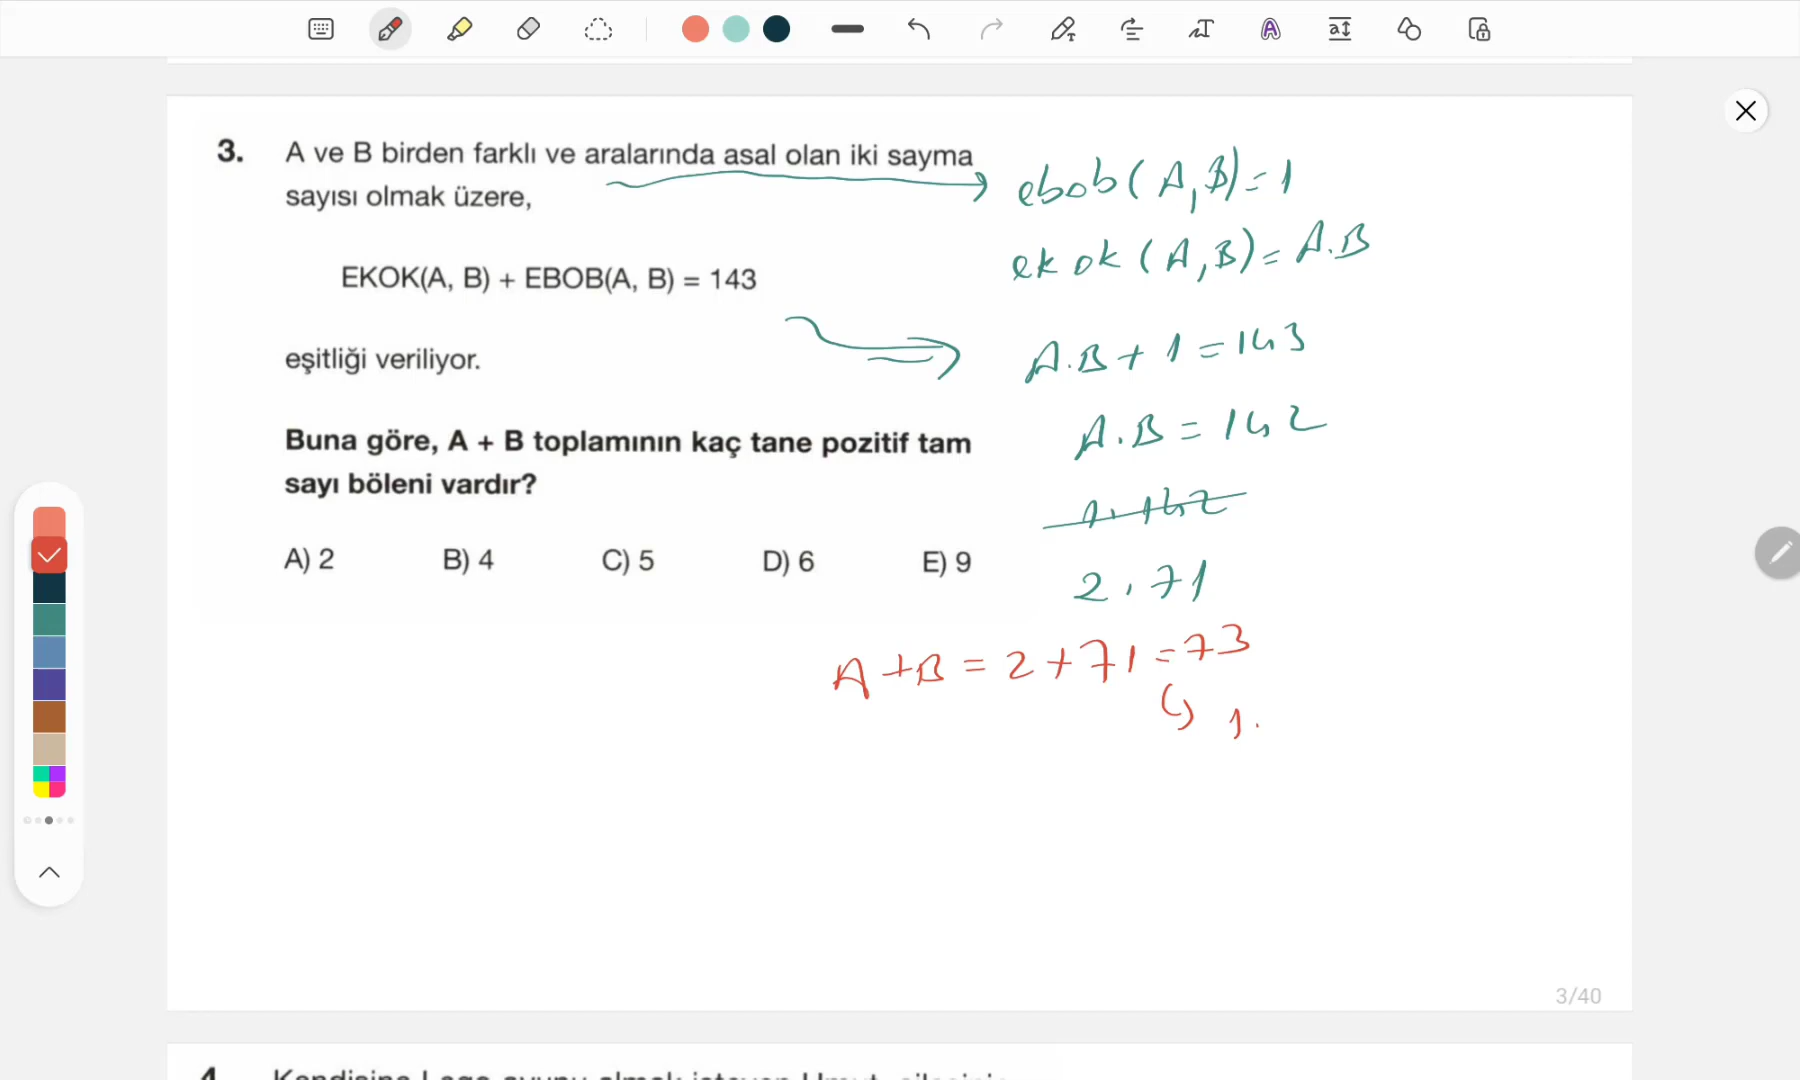 3. A ve B birden farklı ve aralarında asal olan iki sayma
sayısı olmak üzere,
EKOK(A, B) + EBOB(A, B) = 143
eşitliği veriliyor.
Buna göre, A + B toplamının kaç tane pozitif tam
sayı böleni vardır?
A) 2 B) 4 C) 5 D) 6 E) 9
ebob(A,B)=1
ekok(A,B)=A.B
A.B+1=143
A.B=142
1.142
2.71
A+B=2+71=73
1.
3/40